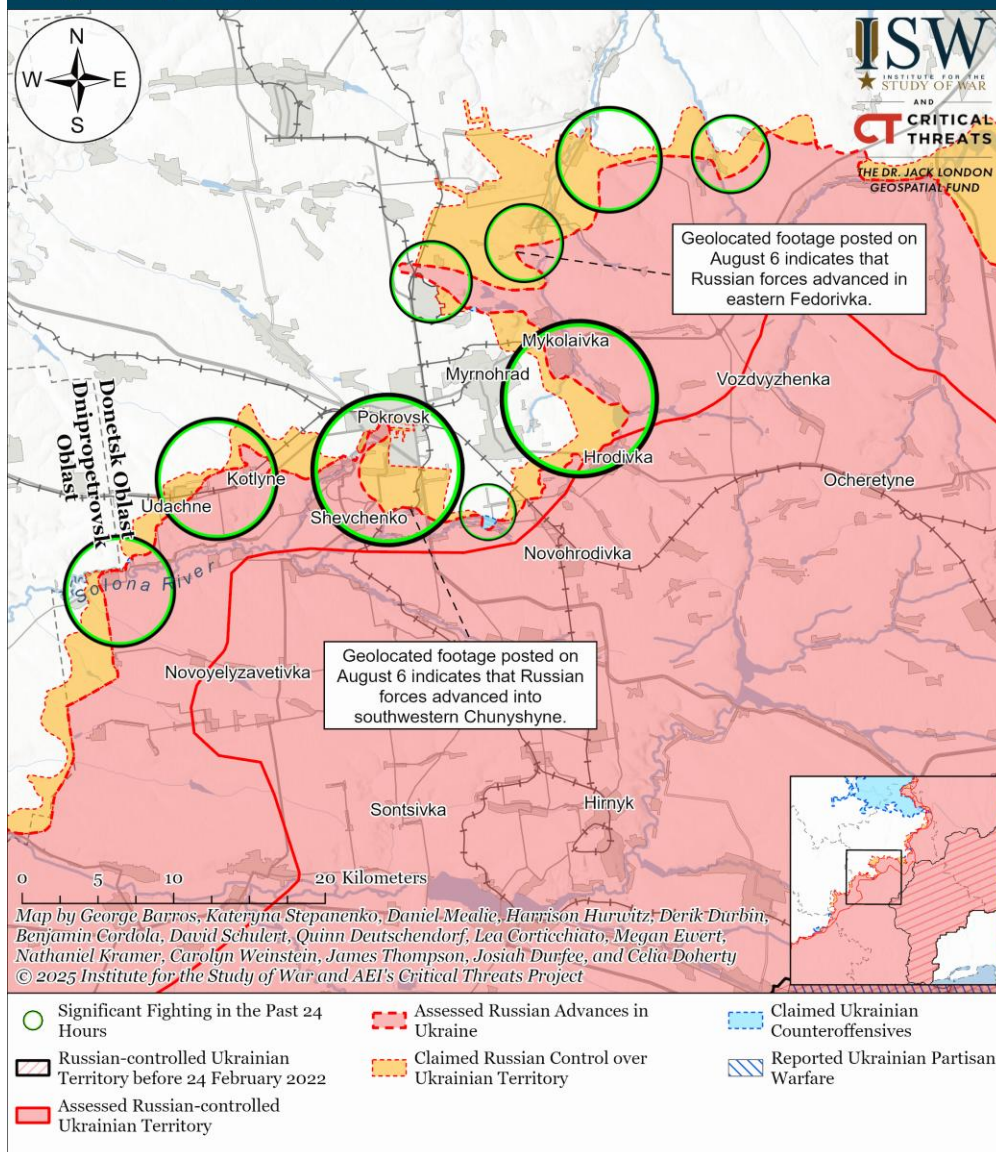 N
W
E
S
ISW
INSTITUTE FOR THE
STUDY OF WAR
AND
CT CRITICAL
THREATS
THE DR. JACK LONDON
GEOSPATIAL FUND
Geolocated footage posted on
August 6 indicates that
Russian forces advanced in
eastern Fedorivka.
Mykolaivka
Myrnohrad
Vozdvyzhenka
Pokrovsk
Donetsk Oblast
Dnipropetrovsk
Oblast
Hrodivka
Kotlyne
Ocheretyne
Udachne
Shevchenko
Novohrodivka
Solona River
Geolocated footage posted on
August 6 indicates that Russian
forces advanced into
southwestern Chunyshyne.
Novoyelyzavetivka
Sontsivka
Hirnyk
0 5 10 20 Kilometers
Map by George Barros, Kateryna Stepanenko, Daniel Mealie, Harrison Hurwitz, Derik Durbin,
Benjamin Cordola, David Schulert, Quinn Deutschendorf, Lea Corticchiato, Megan Ewert,
Nathaniel Kramer, Carolyn Weinstein, James Thompson, Josiah Durfee, and Celia Doherty
© 2025 Institute for the Study of War and AEI's Critical Threats Project
Significant Fighting in the Past 24
Hours
Russian-controlled Ukrainian
Territory before 24 February 2022
Assessed Russian-controlled
Ukrainian Territory
Assessed Russian Advances in
Ukraine
Claimed Russian Control over
Ukrainian Territory
Claimed Ukrainian
Counteroffensives
Reported Ukrainian Partisan
Warfare